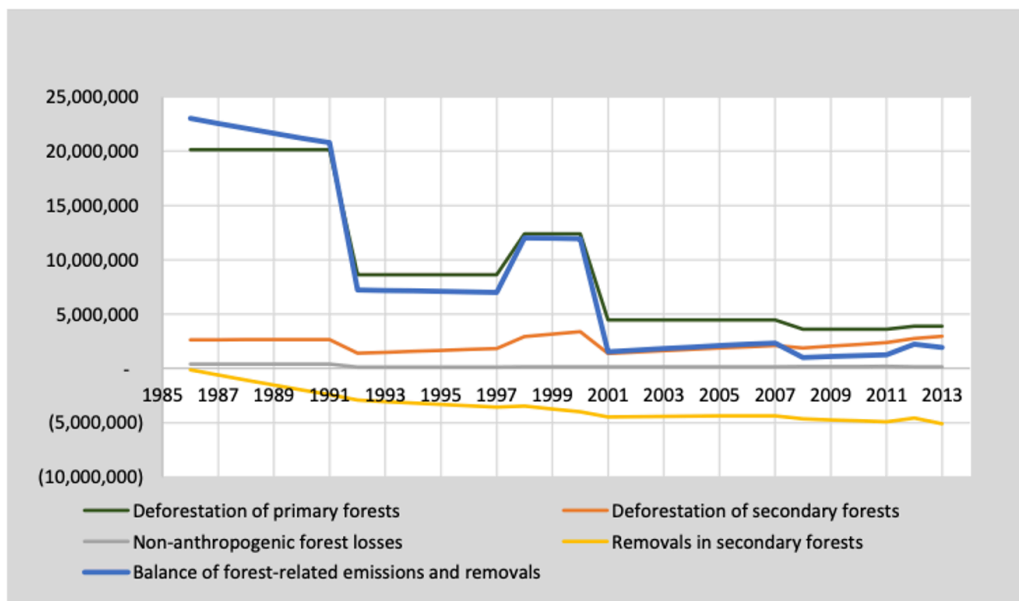 25,000,000
20,000,000
15,000,000
10,000,000
5,000,000
-
1985 1987 1989 1991 1993 1995 1997 1999 2001 2003 2005 2007 2009 2011 2013
(5,000,000)
(10,000,000)
Deforestation of primary forests Deforestation of secondary forests
Non-anthropogenic forest losses Removals in secondary forests
Balance of forest-related emissions and removals